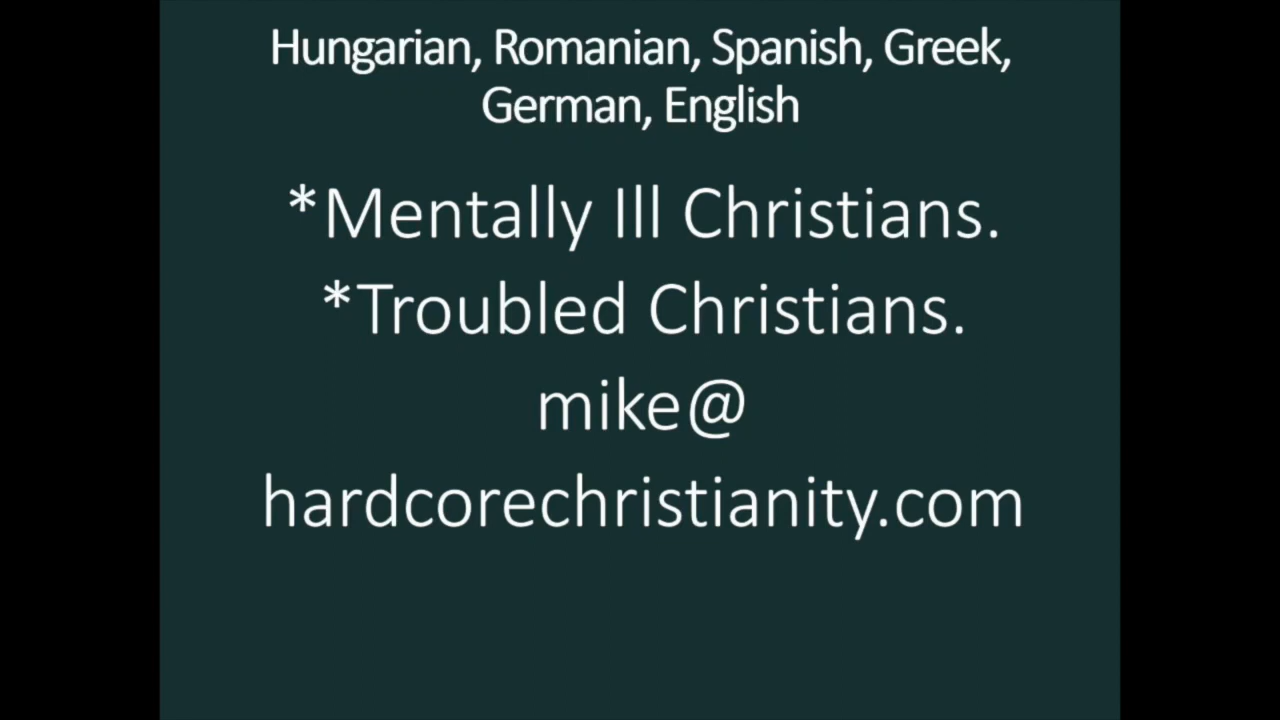 Hungarian, Romanian, Spanish, Greek,
German, English
*Mentally Ill Christians.
*Troubled Christians.
mike@
hardcorechristianity.com